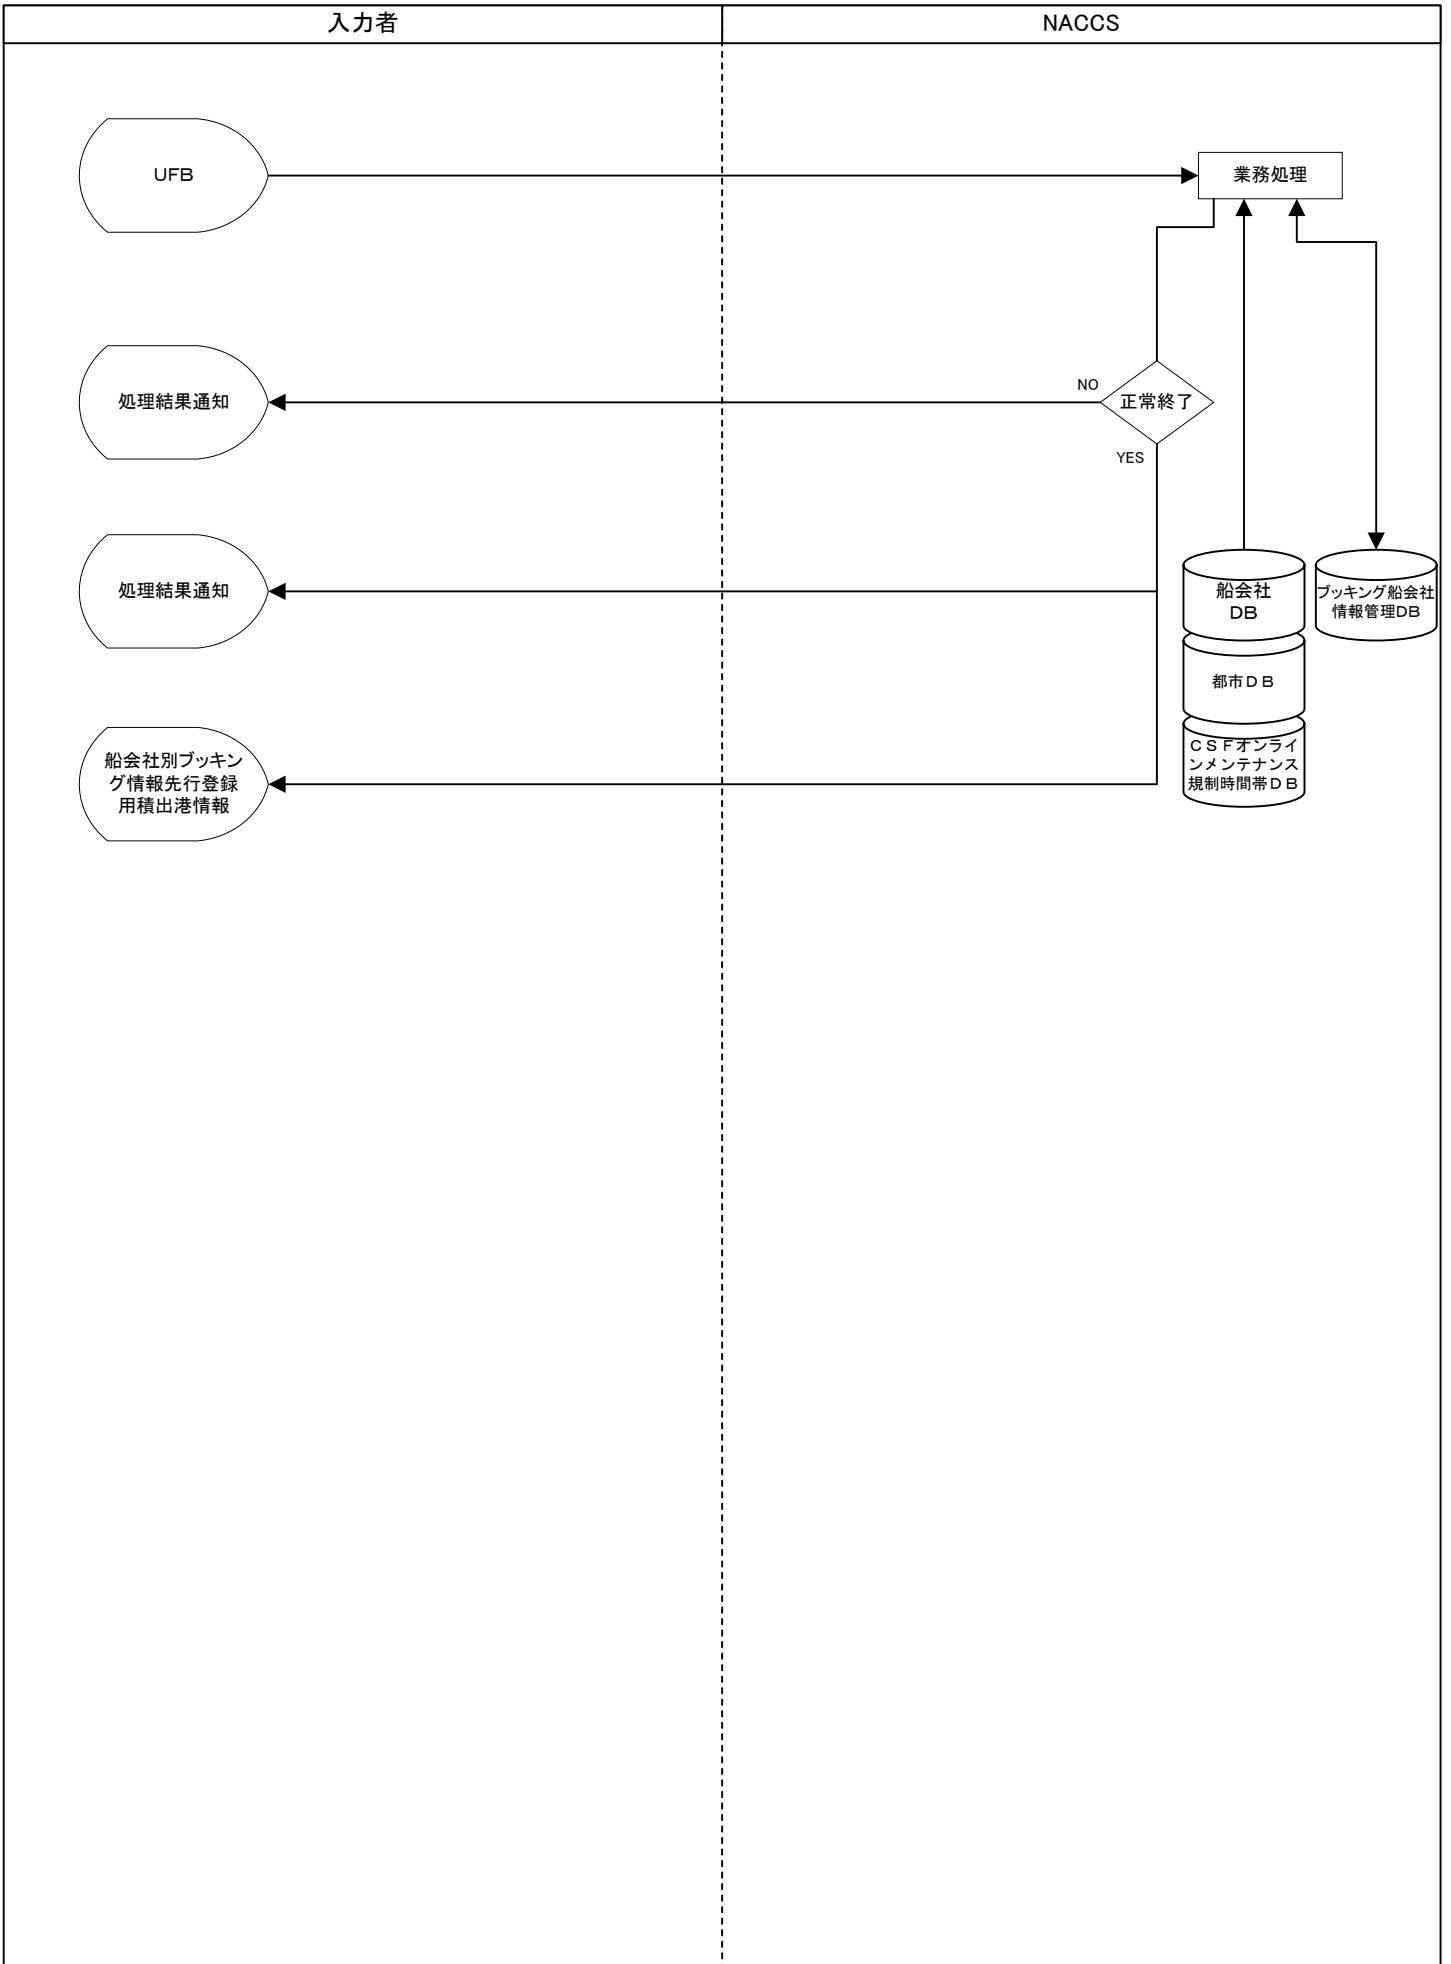 入力者
NACCS
UFB
業務処理
処理結果通知
NO
正常終了
YES
処理結果通知
船会社
DB
ブッキング船会社
情報管理DB
都市ＤＢ
船会社別ブッキン
グ情報先行登録
用積出港情報
ＣＳＦオンライ
ンメンテナンス
規制時間帯ＤＢ